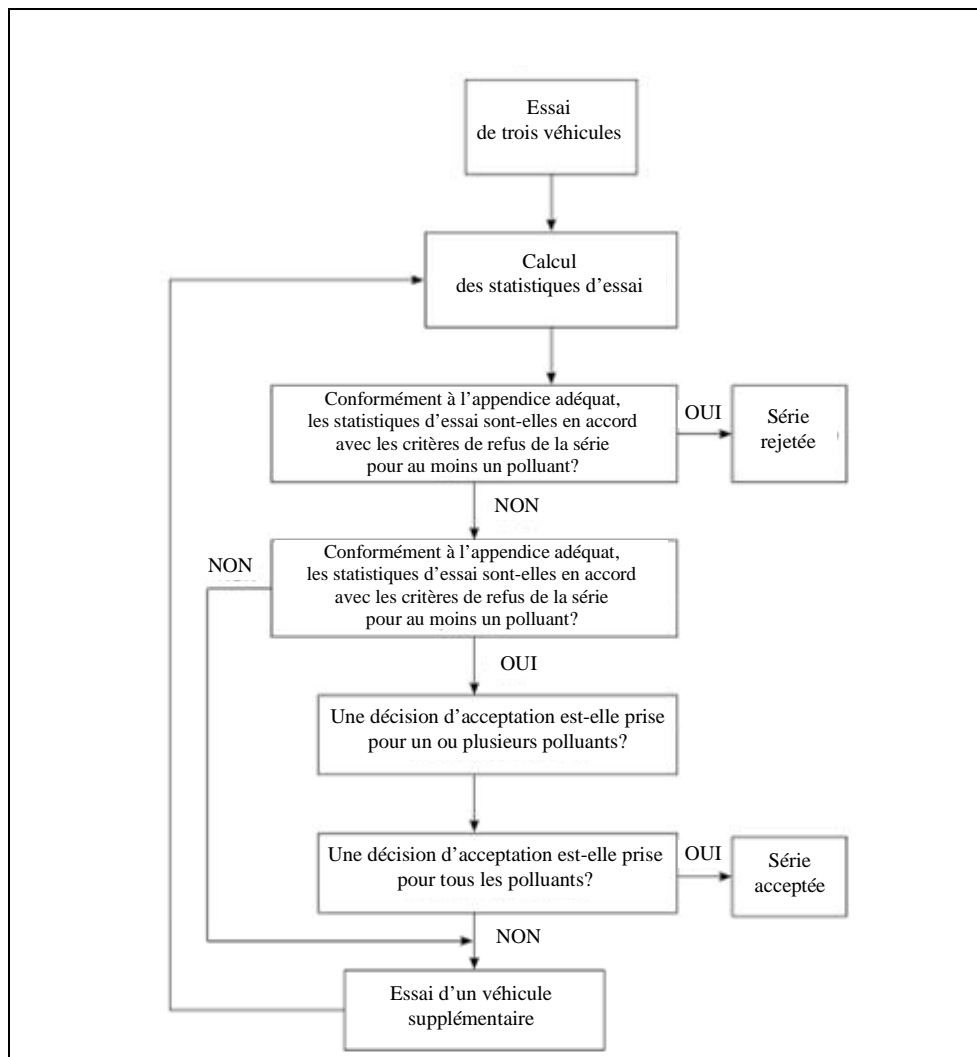 Essai
de trois véhicules
Calcul
des statistiques d’essai
Conformément à l’appendice adéquat,
les statistiques d’essai sont-elles en accord
avec les critères de refus de la série
pour au moins un polluant?
OUI
Série
rejetée
NON
Conformément à l’appendice adéquat,
les statistiques d’essai sont-elles en accord
avec les critères de refus de la série
pour au moins un polluant?
NON
OUI
Une décision d’acceptation est-elle prise
pour un ou plusieurs polluants?
Une décision d’acceptation est-elle prise
pour tous les polluants?
OUI
Série
acceptée
NON
Essai d’un véhicule
supplémentaire